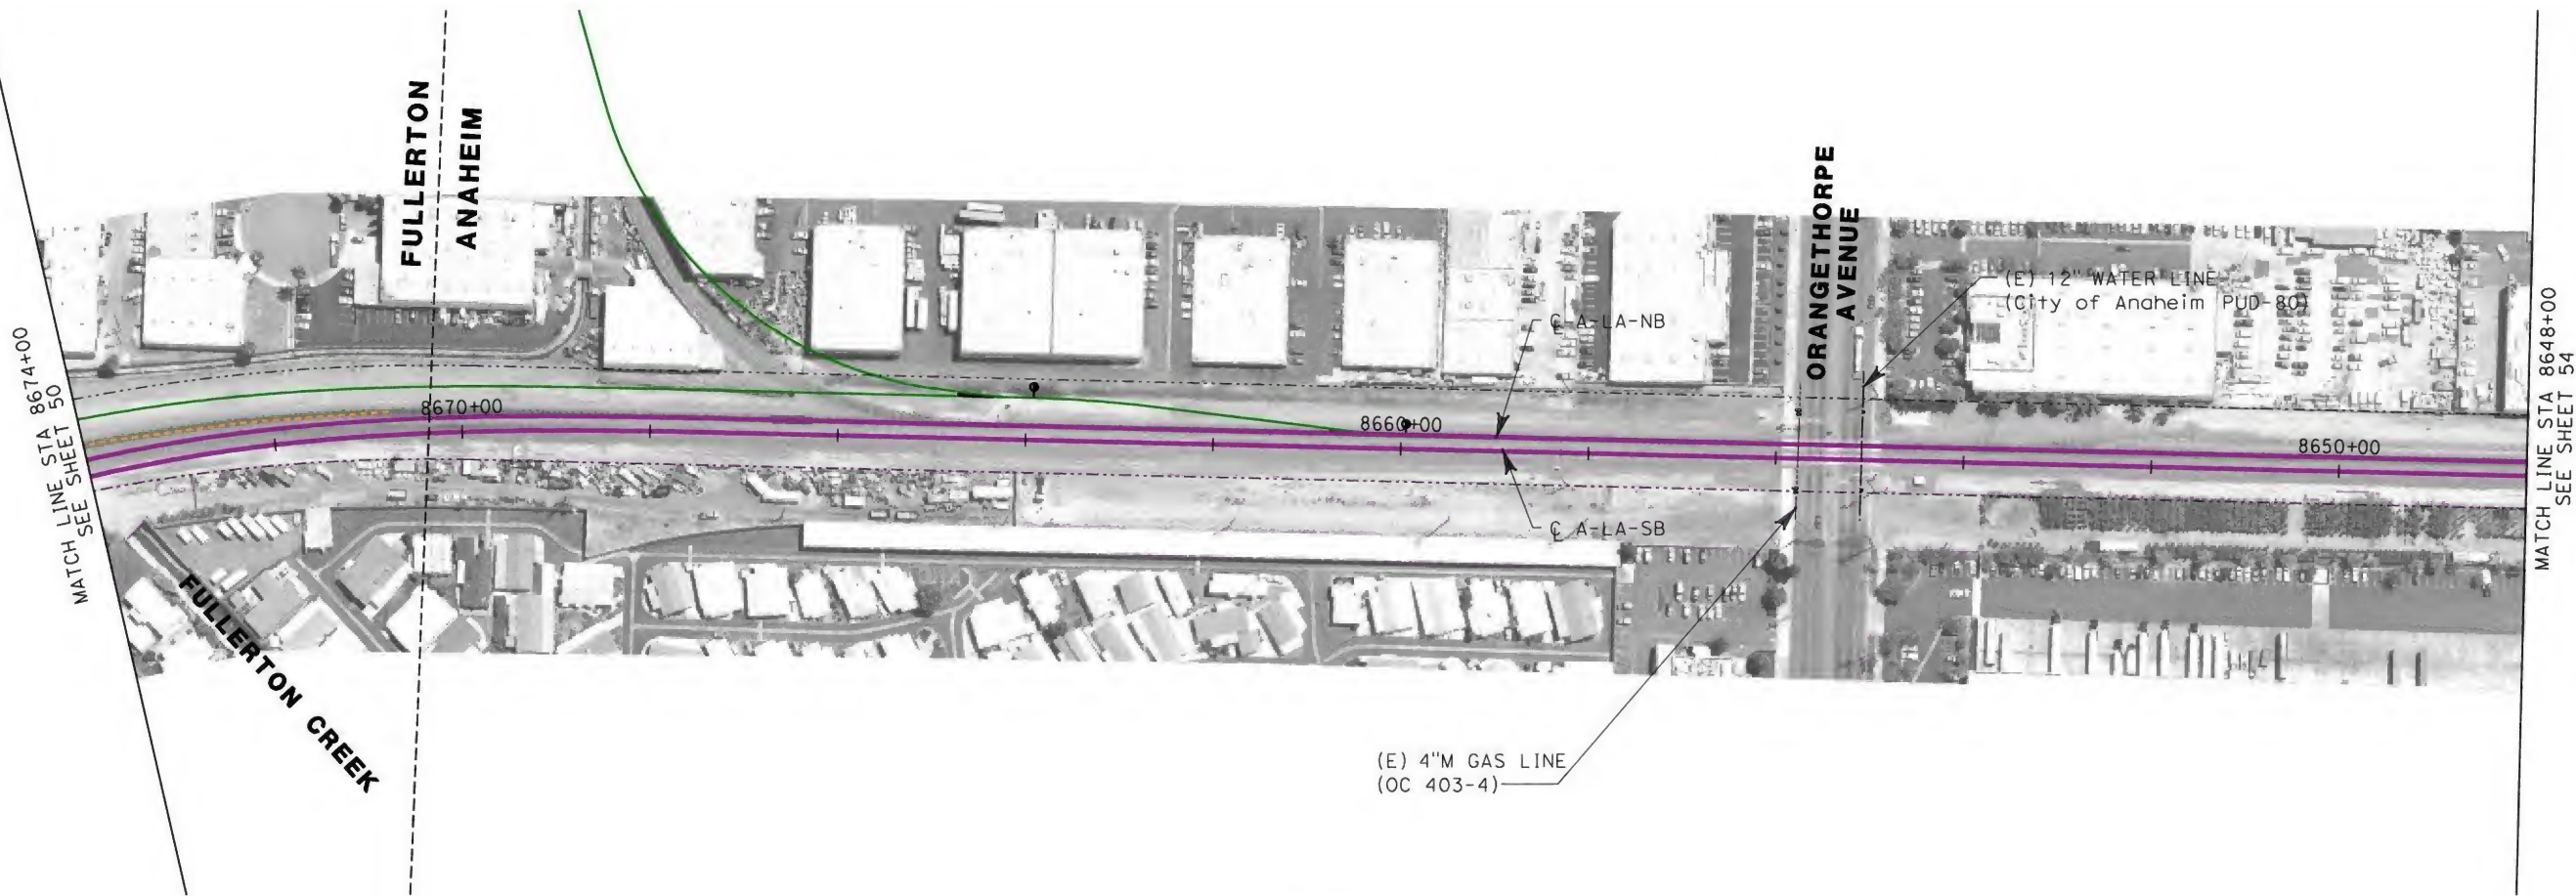 MATCH LINE STA 8674+00
SEE SHEET 50
FULLERTON
ANAHEIM
8670+00
FULLERTON CREEK
8660+00
℄ A-LA-NB
℄ A-LA-SB
ORANGETHORPE
AVENUE
(E) 12" WATER LINE
(City of Anaheim PUD-80)
(E) 4"M GAS LINE
(OC 403-4)
8650+00
MATCH LINE STA 8648+00
SEE SHEET 54